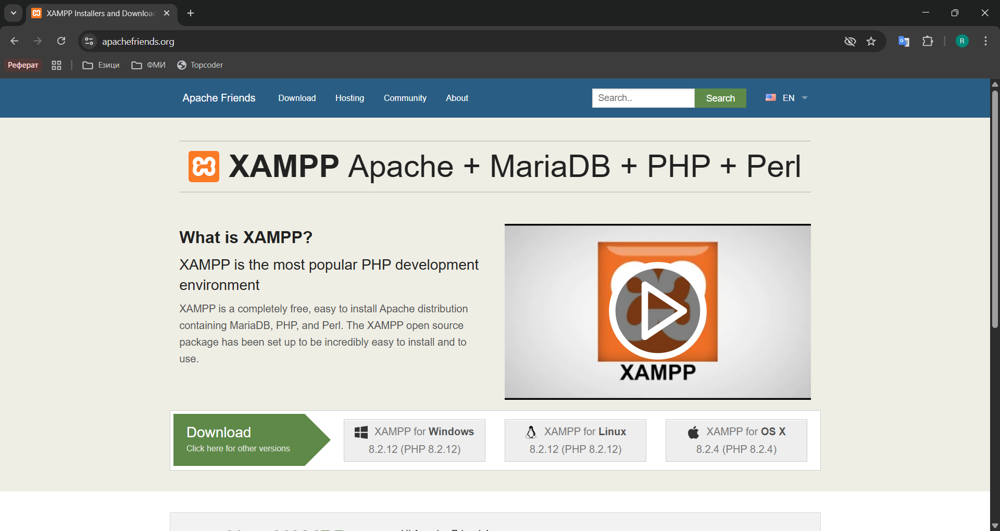 XAMPP Installers and Downloa
apachefriends.org
R
Реферат
Езици
ФМИ
Topcoder
Apache Friends
Download
Hosting
Community
About
Search..
Search
EN
XAMPP Apache + MariaDB + PHP + Perl
What is XAMPP?
XAMPP is the most popular PHP development
environment
XAMPP is a completely free, easy to install Apache distribution
containing MariaDB, PHP, and Perl. The XAMPP open source
package has been set up to be incredibly easy to install and to
use.
XAMPP
Download
Click here for other versions
XAMPP for Windows
8.2.12 (PHP 8.2.12)
XAMPP for Linux
8.2.12 (PHP 8.2.12)
XAMPP for OS X
8.2.4 (PHP 8.2.4)